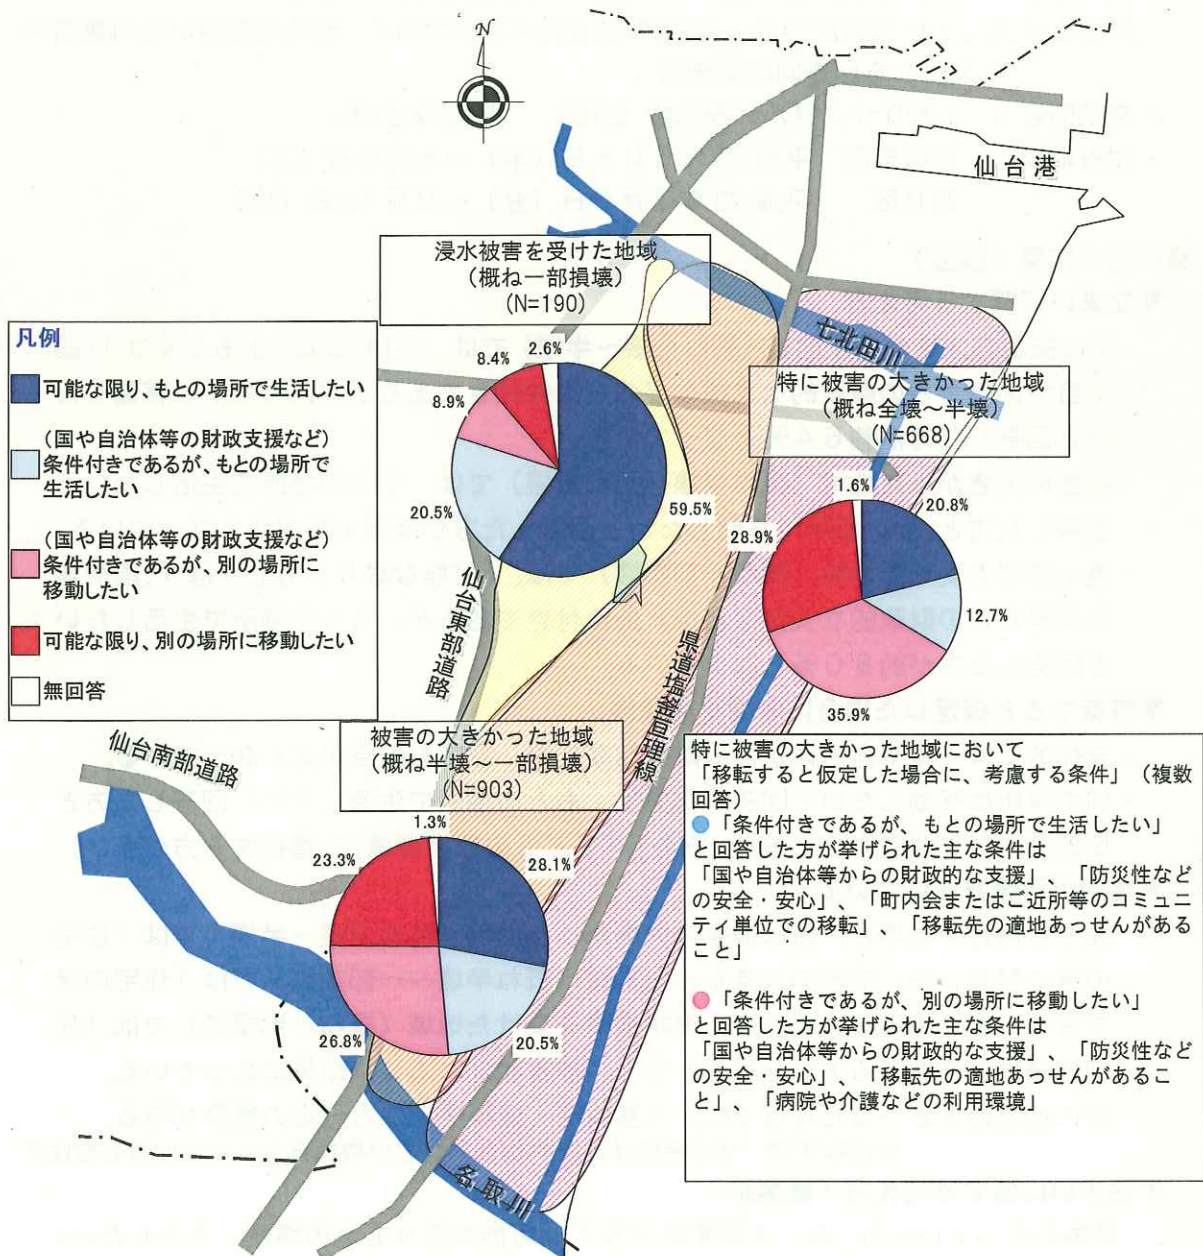 N
仙台港
浸水被害を受けた地域
(概ね一部損壊)
(N=190)
凡例
可能な限り、もとの場所で生活したい
(国や自治体等の財政支援など)
条件付きであるが、もとの場所で
生活したい
(国や自治体等の財政支援など)
条件付きであるが、別の場所に
移動したい
可能な限り、別の場所に移動したい
無回答
2.6%
8.4%
8.9%
20.5%
59.5%
七北田川
特に被害の大きかった地域
(概ね全壊～半壊)
(N=668)
1.6%
20.8%
28.9%
12.7%
35.9%
仙台東部道路
県道塩釜亘理線
仙台南部道路
被害の大きかった地域
(概ね半壊～一部損壊)
(N=903)
1.3%
23.3%
28.1%
26.8%
20.5%
名取川
特に被害の大きかった地域において
「移転すると仮定した場合に、考慮する条件」（複数
回答）
「条件付きであるが、もとの場所で生活したい」
と回答した方が挙げられた主な条件は
「国や自治体等からの財政的な支援」、「防災性など
の安全・安心」、「町内会またはご近所等のコミュニ
ティ単位での移転」、「移転先の適地あっせんがある
こと」
「条件付きであるが、別の場所に移動したい」
と回答した方が挙げられた主な条件は
「国や自治体等からの財政的な支援」、「防災性など
の安全・安心」、「移転先の適地あっせんがあるこ
と」、「病院や介護などの利用環境」